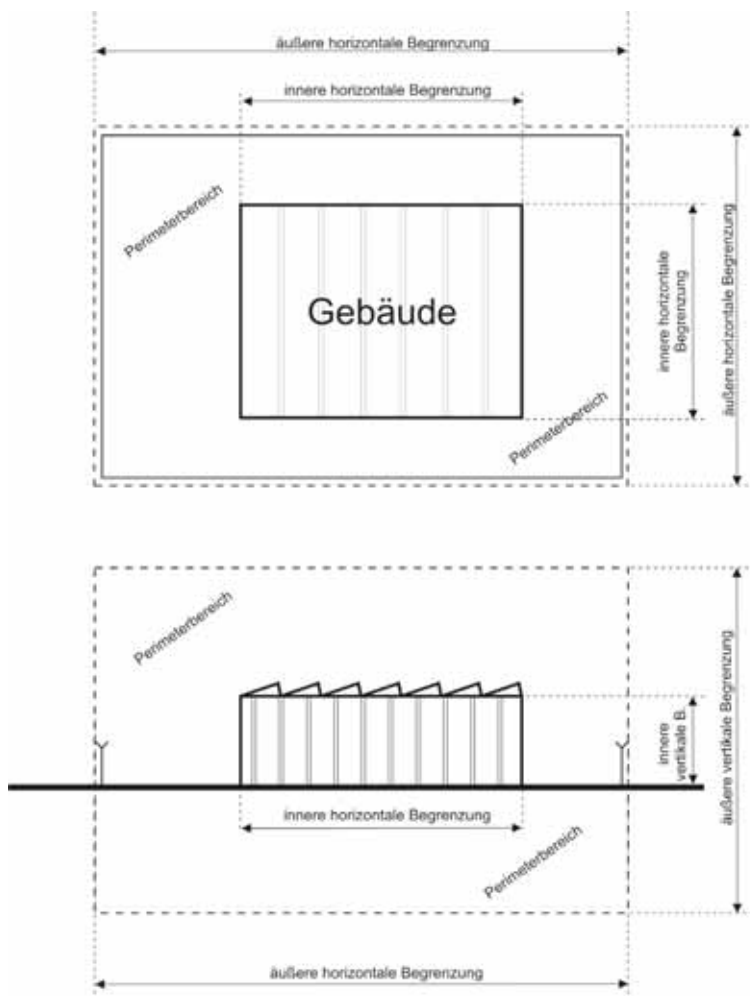 äußere horizontale Begrenzung
innere horizontale Begrenzung
Perimeterbereich
Gebäude
innere horizontale
Begrenzung
äußere horizontale Begrenzung
Perimeterbereich
Perimeterbereich
innere
vertikale B.
äußere vertikale Begrenzung
innere horizontale Begrenzung
Perimeterbereich
äußere horizontale Begrenzung